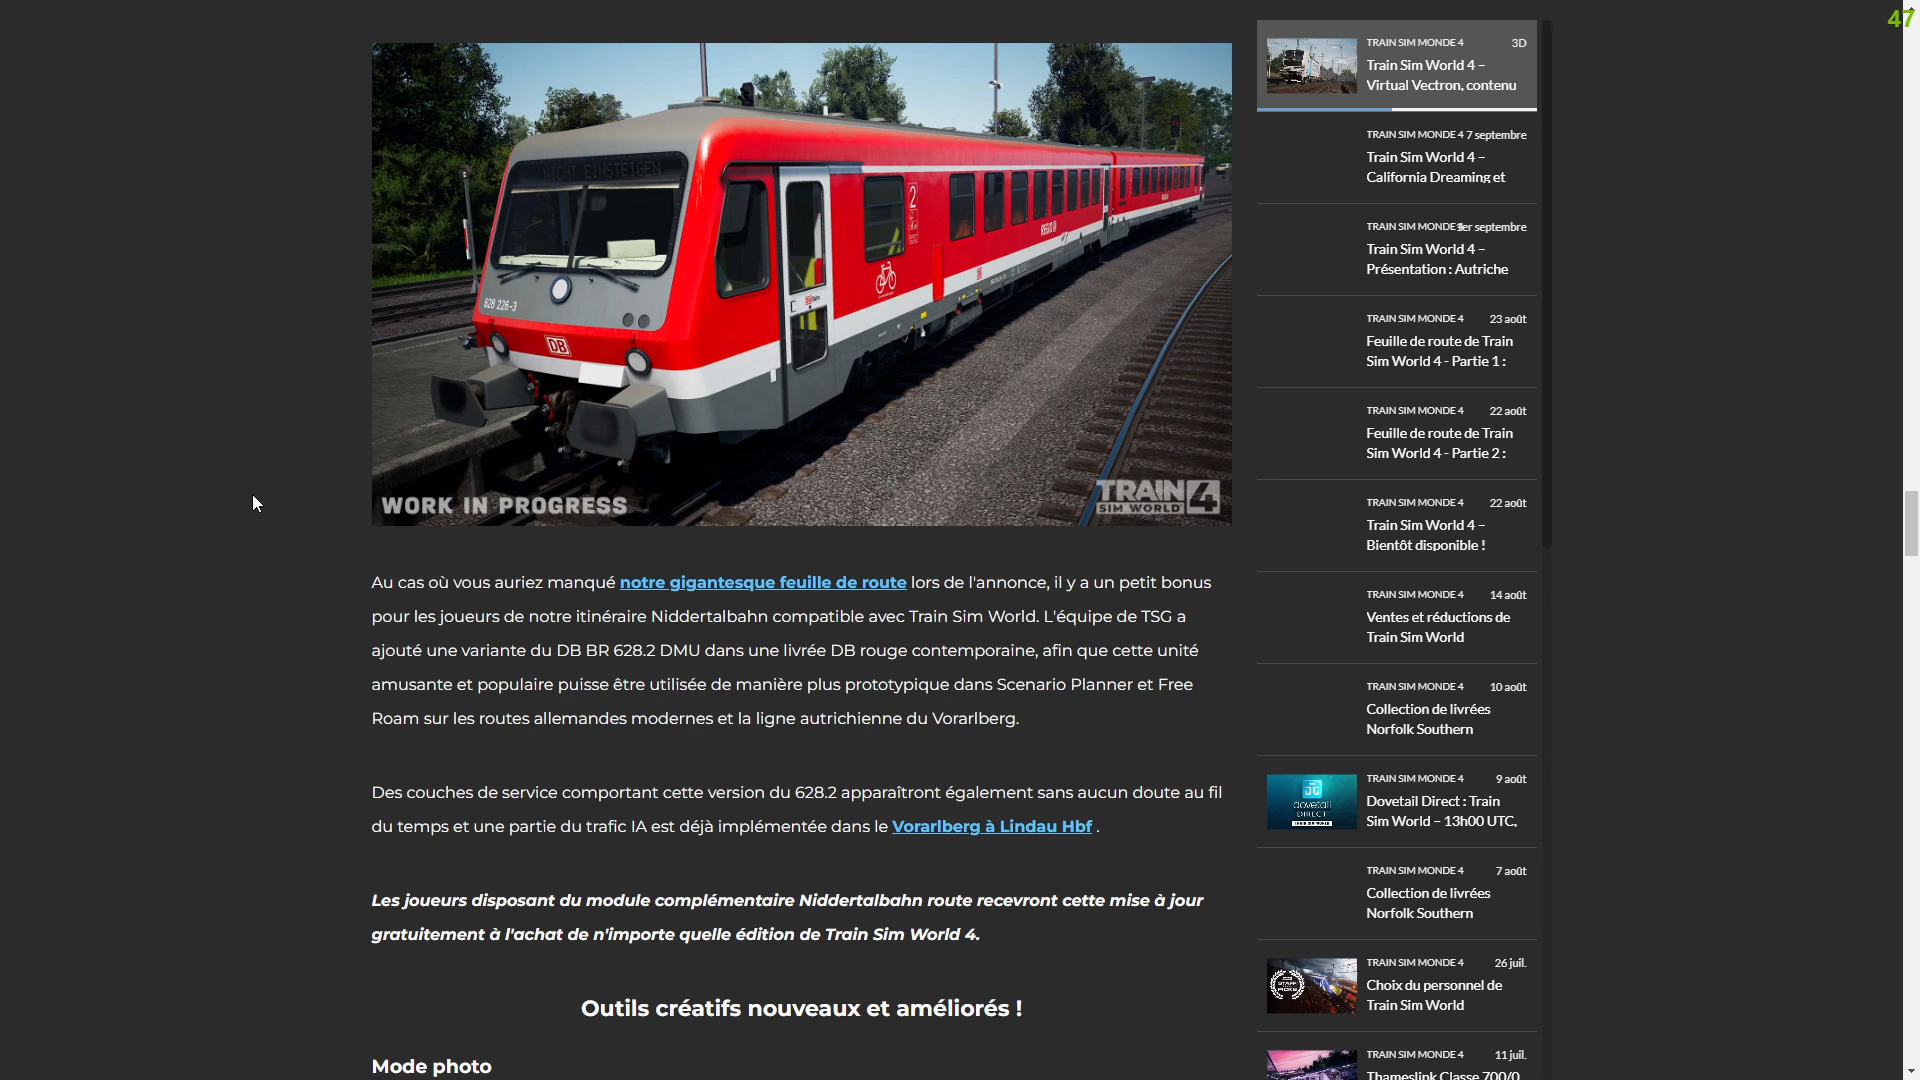 47
NICHT EINSTEIGEN
2
628 226-3
DB
WORK IN PROGRESS
TRAIN
SIM WORLD 4
Au cas où vous auriez manqué notre gigantesque feuille de route lors de l'annonce, il y a un petit bonus
pour les joueurs de notre itinéraire Niddertalbahn compatible avec Train Sim World. L'équipe de TSG a
ajouté une variante du DB BR 628.2 DMU dans une livrée DB rouge contemporaine, afin que cette unité
amusante et populaire puisse être utilisée de manière plus prototypique dans Scenario Planner et Free
Roam sur les routes allemandes modernes et la ligne autrichienne du Vorarlberg.
Des couches de service comportant cette version du 628.2 apparaîtront également sans aucun doute au fil
du temps et une partie du trafic IA est déjà implémentée dans le Vorarlberg à Lindau Hbf .
Les joueurs disposant du module complémentaire Niddertalbahn route recevront cette mise à jour
gratuitement à l'achat de n'importe quelle édition de Train Sim World 4.
Outils créatifs nouveaux et améliorés !
Mode photo
TRAIN SIM MONDE 4 3D
Train Sim World 4 –
Virtual Vectron, contenu
TRAIN SIM MONDE 4 7 septembre
Train Sim World 4 –
California Dreaming et
TRAIN SIM MONDE 1er septembre
Train Sim World 4 –
Présentation : Autriche
TRAIN SIM MONDE 4 23 août
Feuille de route de Train
Sim World 4 - Partie 1 :
TRAIN SIM MONDE 4 22 août
Feuille de route de Train
Sim World 4 - Partie 2 :
TRAIN SIM MONDE 4 22 août
Train Sim World 4 –
Bientôt disponible !
TRAIN SIM MONDE 4 14 août
Ventes et réductions de
Train Sim World
TRAIN SIM MONDE 4 10 août
Collection de livrées
Norfolk Southern
TRAIN SIM MONDE 4 9 août
dovetail
DIRECT
Dovetail Direct : Train
Sim World – 13h00 UTC,
TRAIN SIM MONDE 4 7 août
Collection de livrées
Norfolk Southern
TRAIN SIM MONDE 4 26 juil.
STAFF
PICKS
Choix du personnel de
Train Sim World
TRAIN SIM MONDE 4 11 juil.
Thameslink Classe 700/0